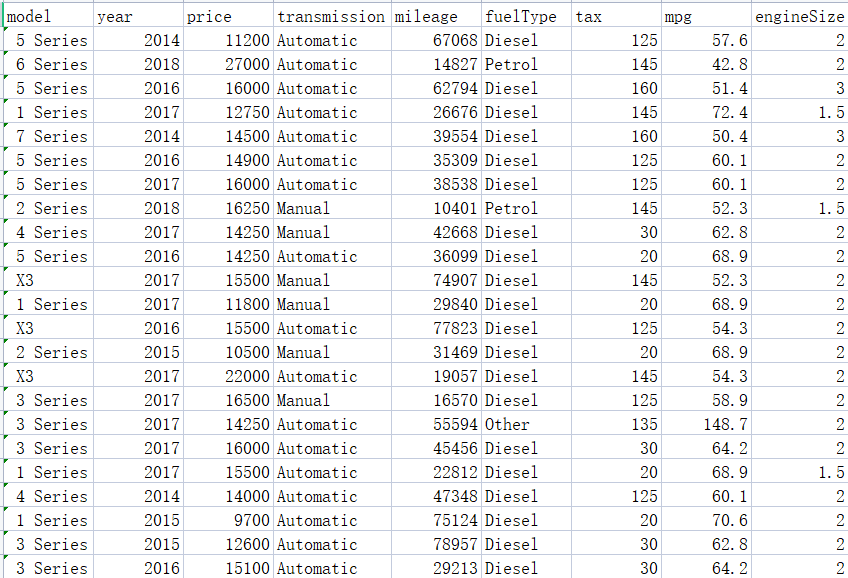 model year price transmission mileage fuelType tax mpg engineSize
5 Series 2014 11200 Automatic 67068 Diesel 125 57.6 2
6 Series 2018 27000 Automatic 14827 Petrol 145 42.8 2
5 Series 2016 16000 Automatic 62794 Diesel 160 51.4 3
1 Series 2017 12750 Automatic 26676 Diesel 145 72.4 1.5
7 Series 2014 14500 Automatic 39554 Diesel 160 50.4 3
5 Series 2016 14900 Automatic 35309 Diesel 125 60.1 2
5 Series 2017 16000 Automatic 38538 Diesel 125 60.1 2
2 Series 2018 16250 Manual 10401 Petrol 145 52.3 1.5
4 Series 2017 14250 Manual 42668 Diesel 30 62.8 2
5 Series 2016 14250 Automatic 36099 Diesel 20 68.9 2
X3 2017 15500 Manual 74907 Diesel 145 52.3 2
1 Series 2017 11800 Manual 29840 Diesel 20 68.9 2
X3 2016 15500 Automatic 77823 Diesel 125 54.3 2
2 Series 2015 10500 Manual 31469 Diesel 20 68.9 2
X3 2017 22000 Automatic 19057 Diesel 145 54.3 2
3 Series 2017 16500 Manual 16570 Diesel 125 58.9 2
3 Series 2017 14250 Automatic 55594 Other 135 148.7 2
3 Series 2017 16000 Automatic 45456 Diesel 30 64.2 2
1 Series 2017 15500 Automatic 22812 Diesel 20 68.9 1.5
4 Series 2014 14000 Automatic 47348 Diesel 125 60.1 2
1 Series 2015 9700 Automatic 75124 Diesel 20 70.6 2
3 Series 2015 12600 Automatic 78957 Diesel 30 62.8 2
3 Series 2016 15100 Automatic 29213 Diesel 30 64.2 2